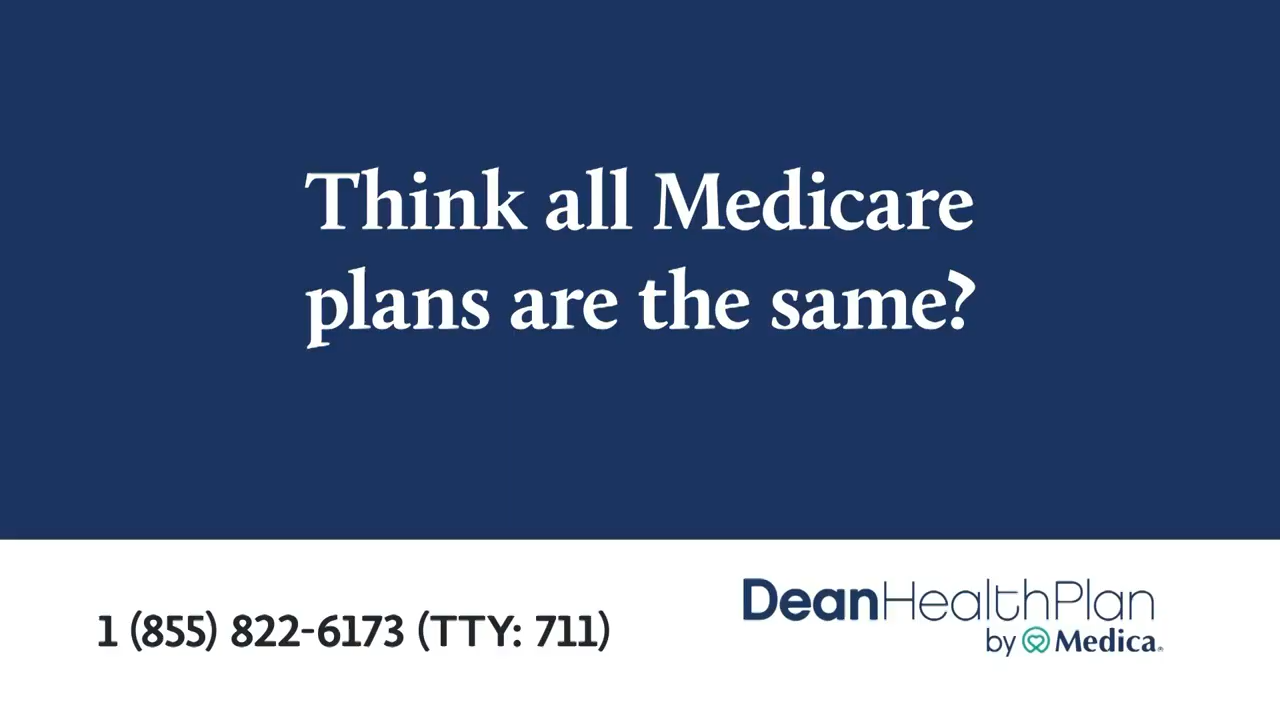 Think all Medicare
plans are the same?
1 (855) 822-6173 (TTY: 711)
DeanHealthPlan
by Medica®